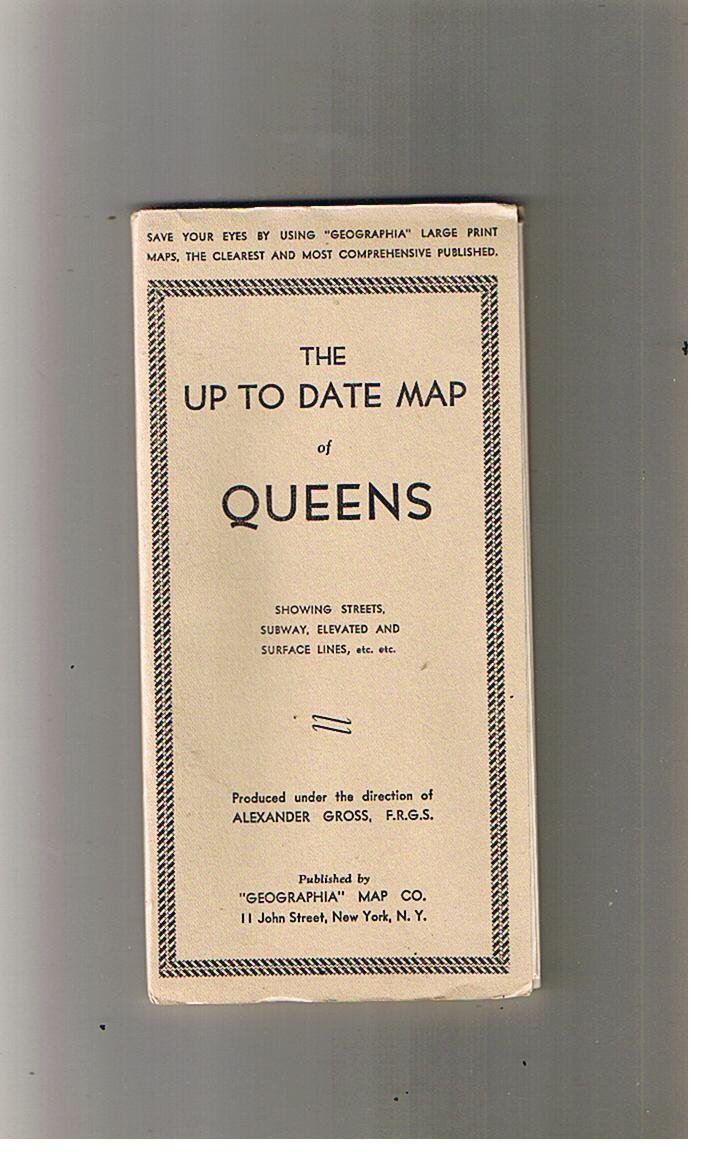 SAVE YOUR EYES BY USING "GEOGRAPHIA" LARGE PRINT
MAPS, THE CLEAREST AND MOST COMPREHENSIVE PUBLISHED.
THE
UP TO DATE MAP
of
QUEENS
SHOWING STREETS,
SUBWAY, ELEVATED AND
SURFACE LINES, etc. etc.
Produced under the direction of
ALEXANDER GROSS, F.R.G.S.
Published by
"GEOGRAPHIA" MAP CO.
11 John Street, New York, N. Y.